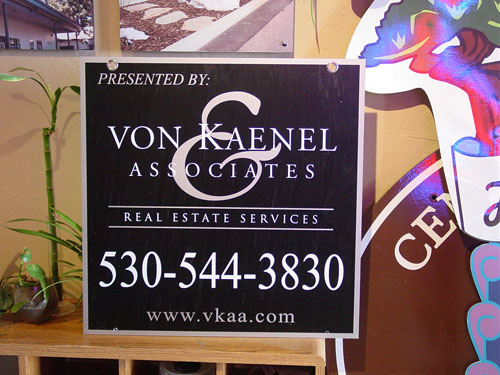 PRESENTED BY:
VON KAENEL
&
ASSOCIATES
REAL ESTATE SERVICES
530-544-3830
www.vkaa.com